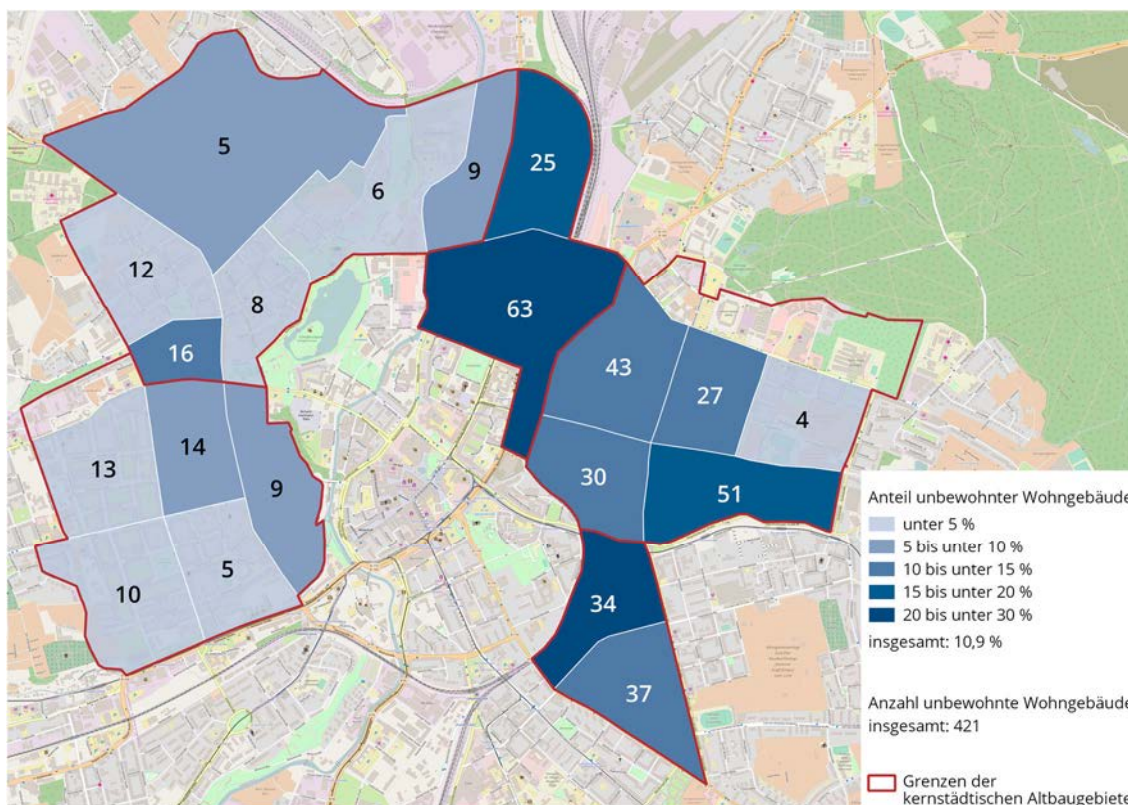 5
6
9
25
12
8
63
16
43
27
4
13
14
9
30
51
10
5
34
37
Anteil unbewohnter Wohngebäude
unter 5 %
5 bis unter 10 %
10 bis unter 15 %
15 bis unter 20 %
20 bis unter 30 %
insgesamt: 10,9 %
Anzahl unbewohnte Wohngebäude
insgesamt: 421
Grenzen der
kernstädtischen Altbaugebiete